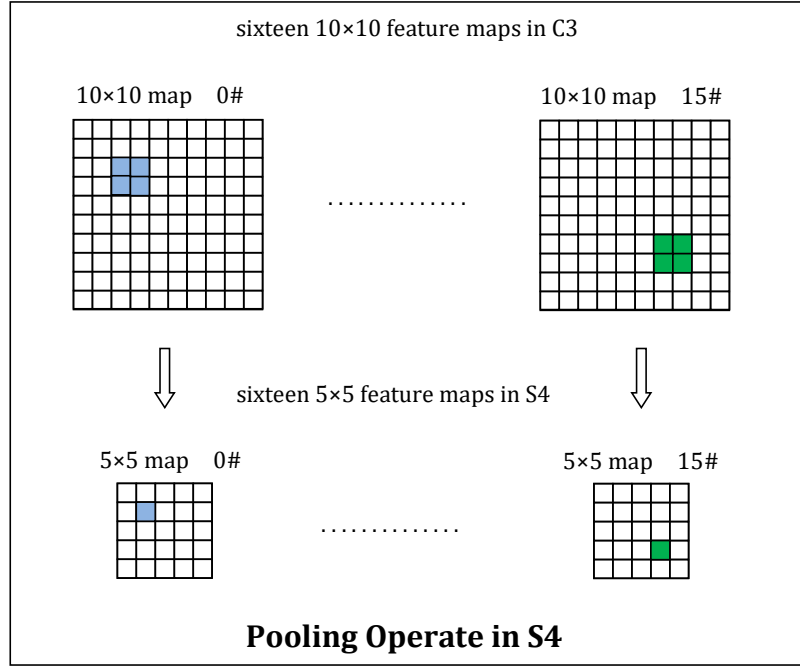 sixteen 10×10 feature maps in C3
10×10 map 0#
10×10 map 15#
..............
sixteen 5×5 feature maps in S4
5×5 map 0#
5×5 map 15#
..............
Pooling Operate in S4